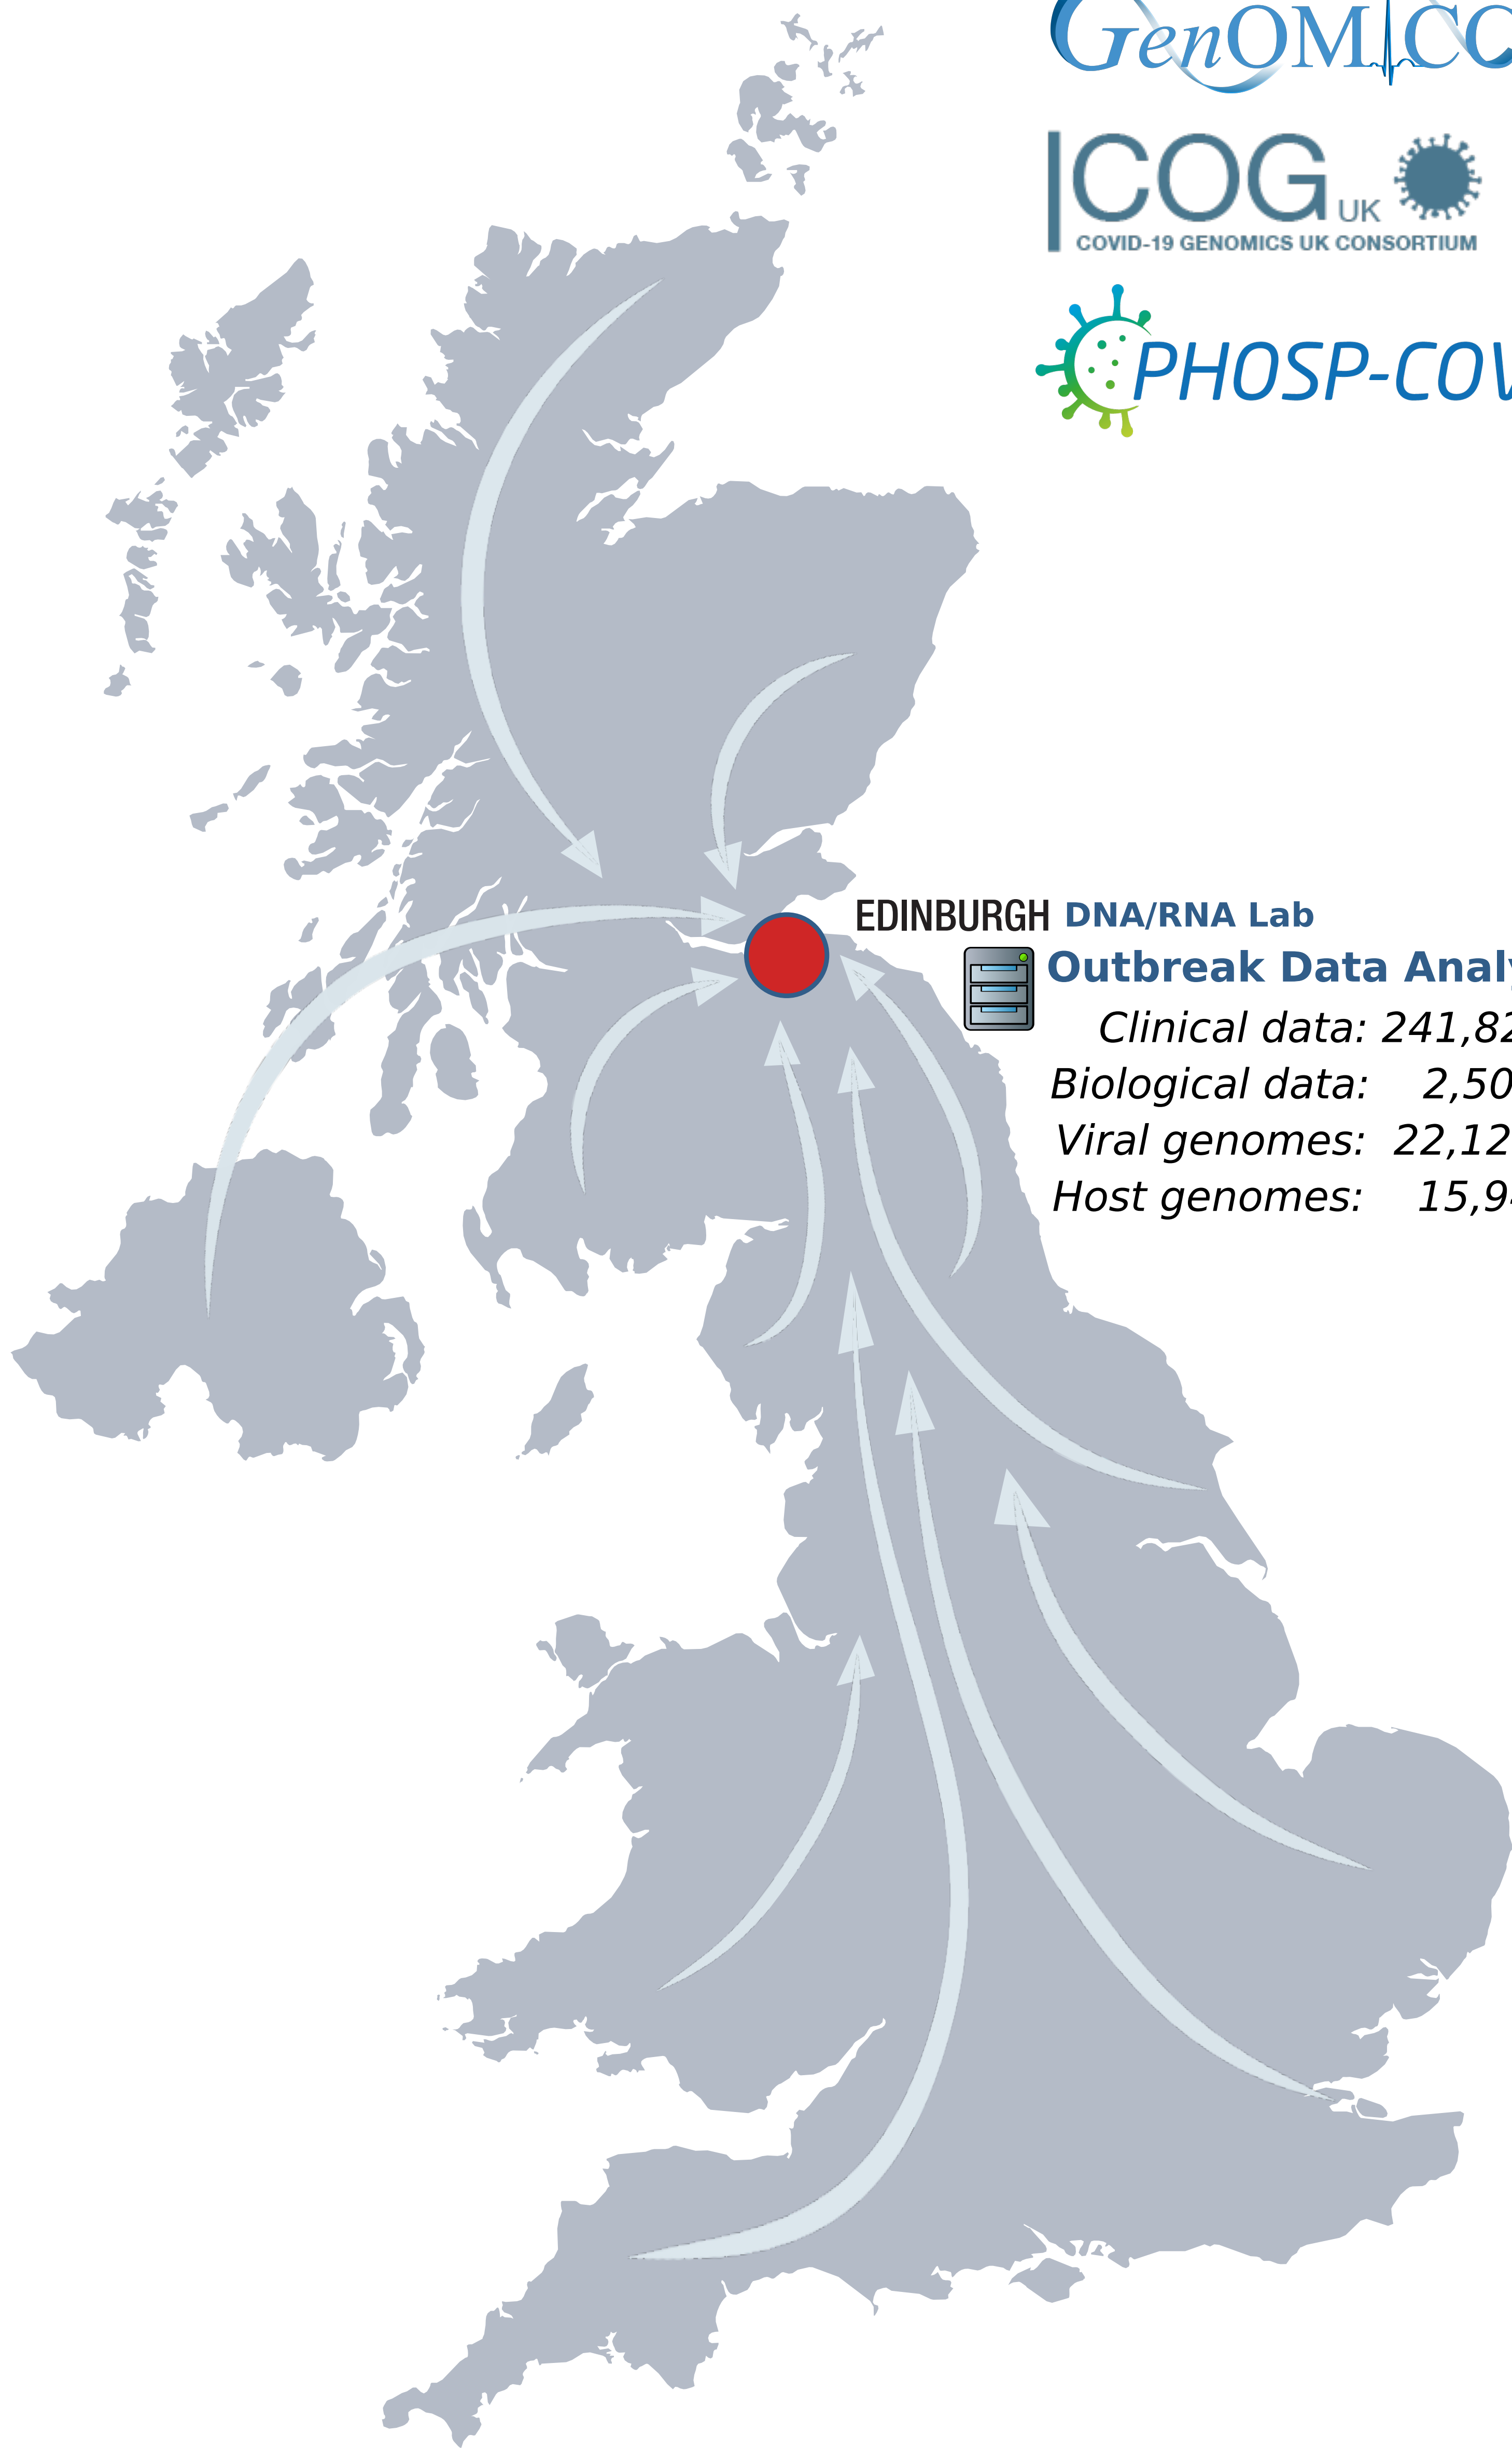 GenOMICC
COG UK
COVID-19 GENOMICS UK CONSORTIUM
PHOSP-COV
EDINBURGH DNA/RNA Lab
Outbreak Data Analy
Clinical data: 241,82
Biological data: 2,50
Viral genomes: 22,12
Host genomes: 15,9